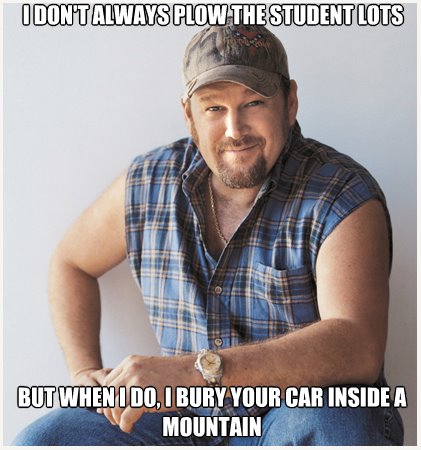 I DON'T ALWAYS PLOW THE STUDENT LOTS
BUT WHEN I DO, I BURY YOUR CAR INSIDE A
MOUNTAIN